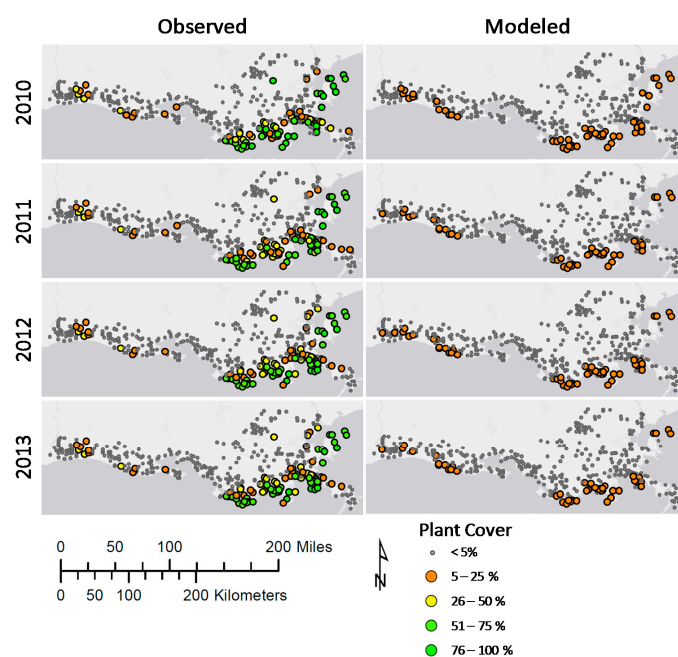 Observed Modeled
2010
2011
2012
2013
0 50 100 200 Miles
0 50 100 200 Kilometers
N
Plant Cover
< 5%
5 – 25 %
26 – 50 %
51 – 75 %
76 – 100 %